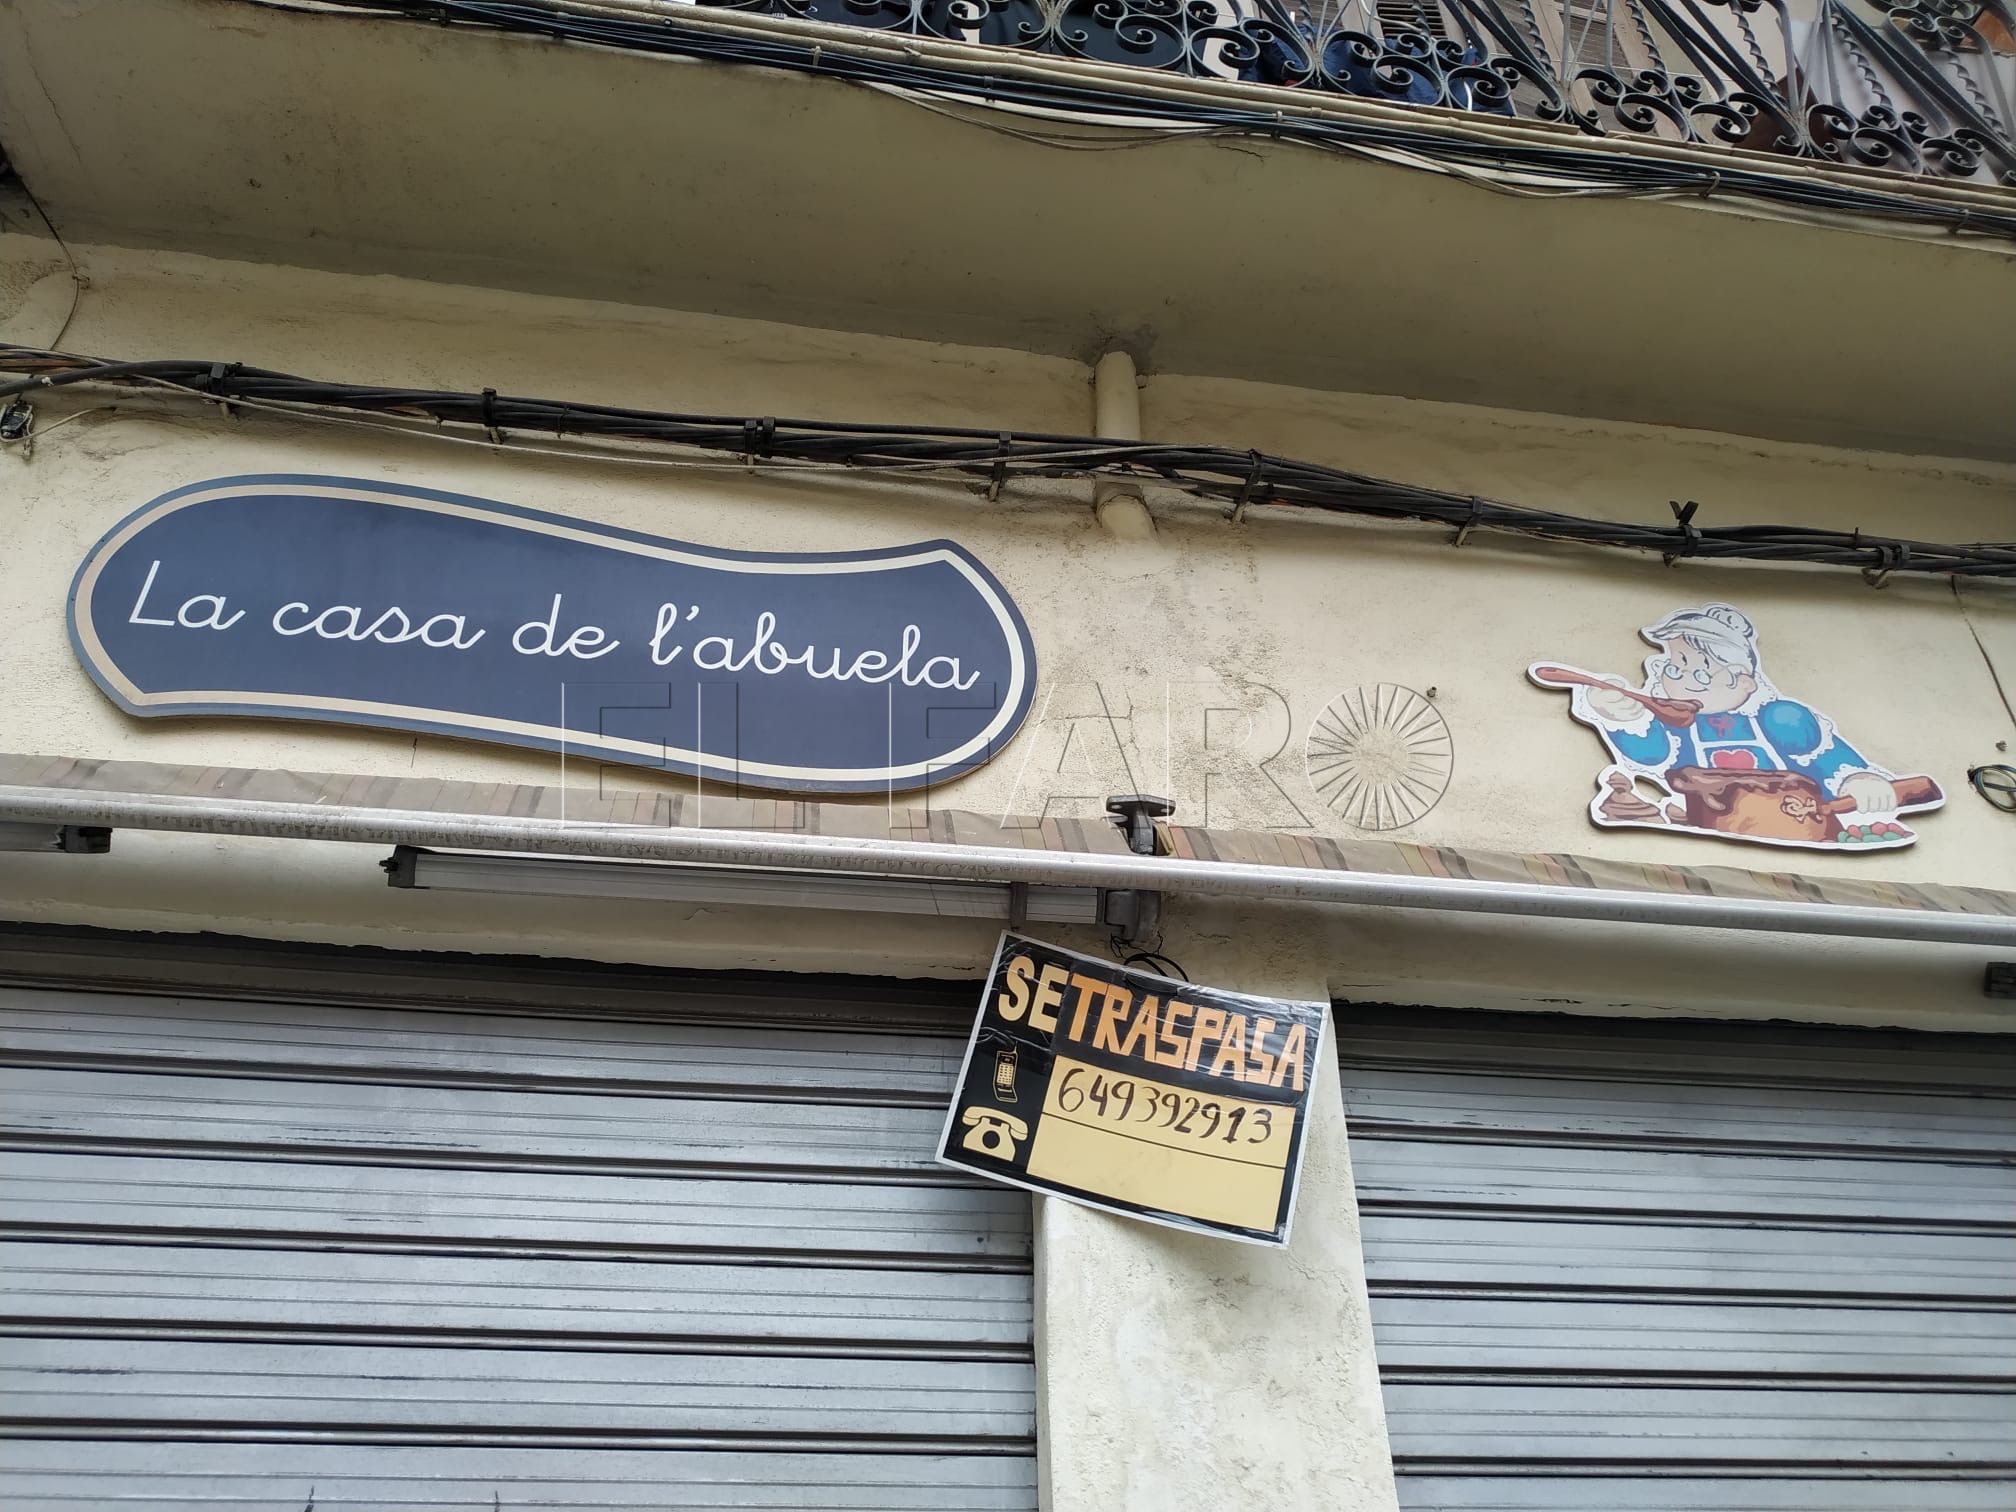 La casa de l'abuela
EL FARO
SE TRASPASA
649392913